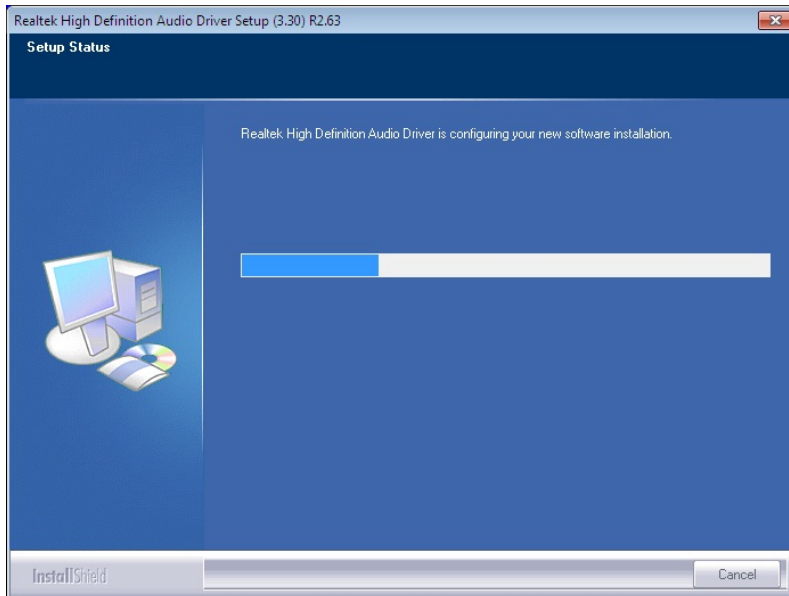 Realtek High Definition Audio Driver Setup (3.30) R2.63
Setup Status
Realtek High Definition Audio Driver is configuring your new software installation.
InstallShield
Cancel